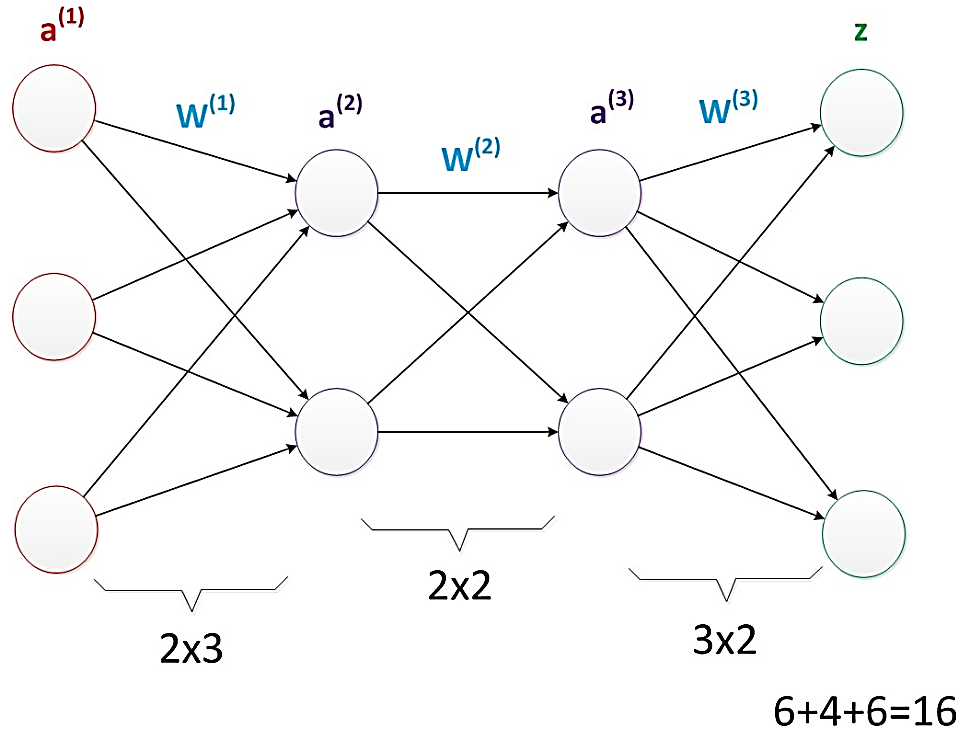 a(1)
z
W(1)
a(2)
a(3)
W(3)
W(2)
2x3
2x2
3x2
6+4+6=16